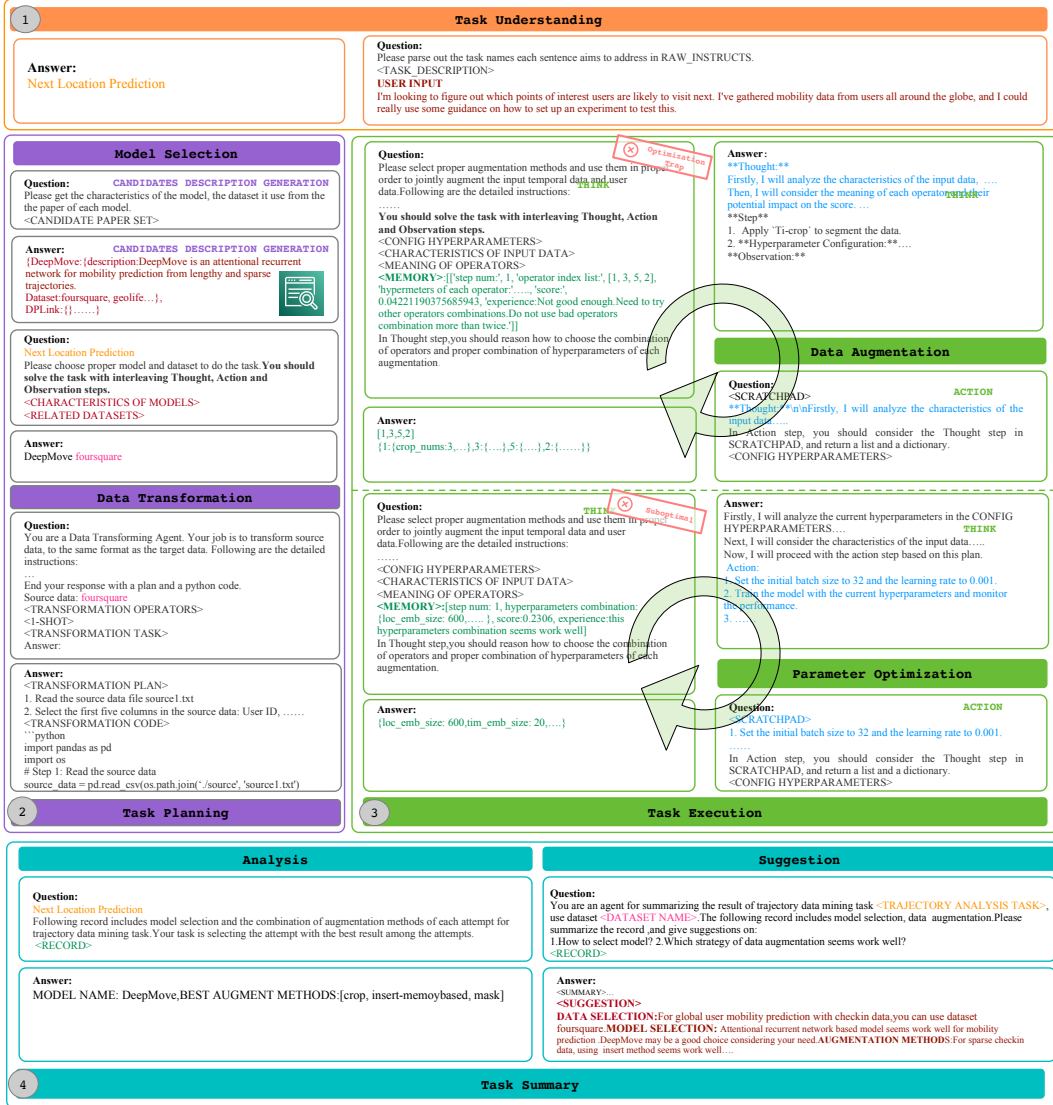 1
Task Understanding
Answer:
Next Location Prediction
Question:
Please parse out the task names each sentence aims to address in RAW_INSTRUCTS.
<TASK_DESCRIPTION>
USER INPUT
I'm looking to figure out which points of interest users are likely to visit next. I've gathered mobility data from users all around the globe, and I could
really use some guidance on how to set up an experiment to test this.
Model Selection
Question: CANDIDATES DESCRIPTION GENERATION
Please get the characteristics of the model, the dataset it use from the
the paper of each model.
<CANDIDATE PAPER SET>
Answer: CANDIDATES DESCRIPTION GENERATION
{DeepMove:{description:DeepMove is an attentional recurrent
network for mobility prediction from lengthy and sparse
trajectories.
Dataset:foursquare, geolife…},
DPLink:{}……}
Question:
Next Location Prediction
Please choose proper model and dataset to do the task.You should
solve the task with interleaving Thought, Action and
Observation steps.
<CHARACTERISTICS OF MODELS>
<RELATED DATASETS>
Answer:
DeepMove foursquare
Data Transformation
Question:
You are a Data Transforming Agent. Your job is to transform source
data, to the same format as the target data. Following are the detailed
instructions:
…
End your response with a plan and a python code.
Source data: foursquare
<TRANSFORMATION OPERATORS>
<1-SHOT>
<TRANSFORMATION TASK>
Answer:
Answer:
<TRANSFORMATION PLAN>
1. Read the source data file source1.txt
2. Select the first five columns in the source data: User ID, ……
<TRANSFORMATION CODE>
```python
import pandas as pd
import os
# Step 1: Read the source data
source_data = pd.read_csv(os.path.join('./source', 'source1.txt')
2
Task Planning
Question:
Optimization
Trap
Please select proper augmentation methods and use them in proper
order to jointly augment the input temporal data and user
data.Following are the detailed instructions: THINK
……
You should solve the task with interleaving Thought, Action
and Observation steps.
<CONFIG HYPERPARAMETERS>
<CHARACTERISTICS OF INPUT DATA>
<MEANING OF OPERATORS>
<MEMORY>:[['step num:', 1, 'operator index list:', [1, 3, 5, 2],
'hypermeters of each operator:'….., 'score:',
0.04221190375685943, 'experience:Not good enough.Need to try
other operators combinations.Do not use bad operators
combination more than twice.']]
In Thought step,you should reason how to choose the combination
of operators and proper combination of hyperparameters of each
augmentation.
Answer:
**Thought:**
Firstly, I will analyze the characteristics of the input data, ….
Then, I will consider the meaning of each operator and their
THINK
potential impact on the score. …
**Step**
1. Apply `Ti-crop` to segment the data.
2. **Hyperparameter Configuration:**….
**Observation:**
Data Augmentation
Answer:
[1,3,5,2]
{1:{crop_nums:3,…},3:{….},5:{….},2:{……}}
Question:
ACTION
<SCRATCHPAD>
**Thought:**\n\nFirstly, I will analyze the characteristics of the
input data…..
In Action step, you should consider the Thought step in
SCRATCHPAD, and return a list and a dictionary.
<CONFIG HYPERPARAMETERS>
Question:
THINK
Suboptimal
Please select proper augmentation methods and use them in proper
order to jointly augment the input temporal data and user
data.Following are the detailed instructions:
……
<CONFIG HYPERPARAMETERS>
<CHARACTERISTICS OF INPUT DATA>
<MEANING OF OPERATORS>
<MEMORY>:[step num: 1, hyperparameters combination:
{loc_emb_size: 600,….. }, score:0.2306, experience:this
hyperparameters combination seems work well]
In Thought step,you should reason how to choose the combination
of operators and proper combination of hyperparameters of each
augmentation.
Answer:
Firstly, I will analyze the current hyperparameters in the CONFIG
HYPERPARAMETERS…. THINK
Next, I will consider the characteristics of the input data…..
Now, I will proceed with the action step based on this plan.
Action:
1. Set the initial batch size to 32 and the learning rate to 0.001.
2. Train the model with the current hyperparameters and monitor
the performance.
3. …..
Parameter Optimization
Answer:
{loc_emb_size: 600,tim_emb_size: 20,….}
Question: ACTION
<SCRATCHPAD>
1. Set the initial batch size to 32 and the learning rate to 0.001.
……
In Action step, you should consider the Thought step in
SCRATCHPAD, and return a list and a dictionary.
<CONFIG HYPERPARAMETERS>
3
Task Execution
Analysis
Question:
Next Location Prediction
Following record includes model selection and the combination of augmentation methods of each attempt for
trajectory data mining task.Your task is selecting the attempt with the best result among the attempts.
<RECORD>
Answer:
MODEL NAME: DeepMove,BEST AUGMENT METHODS:[crop, insert-memoybased, mask]
Suggestion
Question:
You are an agent for summarizing the result of trajectory data mining task <TRAJECTORY ANALYSIS TASK>,
use dataset <DATASET NAME>.The following record includes model selection, data augmentation.Please
summarize the record ,and give suggestions on:
1.How to select model? 2.Which strategy of data augmentation seems work well?
<RECORD>
Answer:
<SUMMARY>…
<SUGGESTION>
DATA SELECTION:For global user mobility prediction with checkin data,you can use dataset
foursquare.MODEL SELECTION: Attentional recurrent network based model seems work well for mobility
prediction .DeepMove may be a good choice considering your need.AUGMENTATION METHODS:For sparse checkin
data, using insert method seems work well….
4
Task Summary